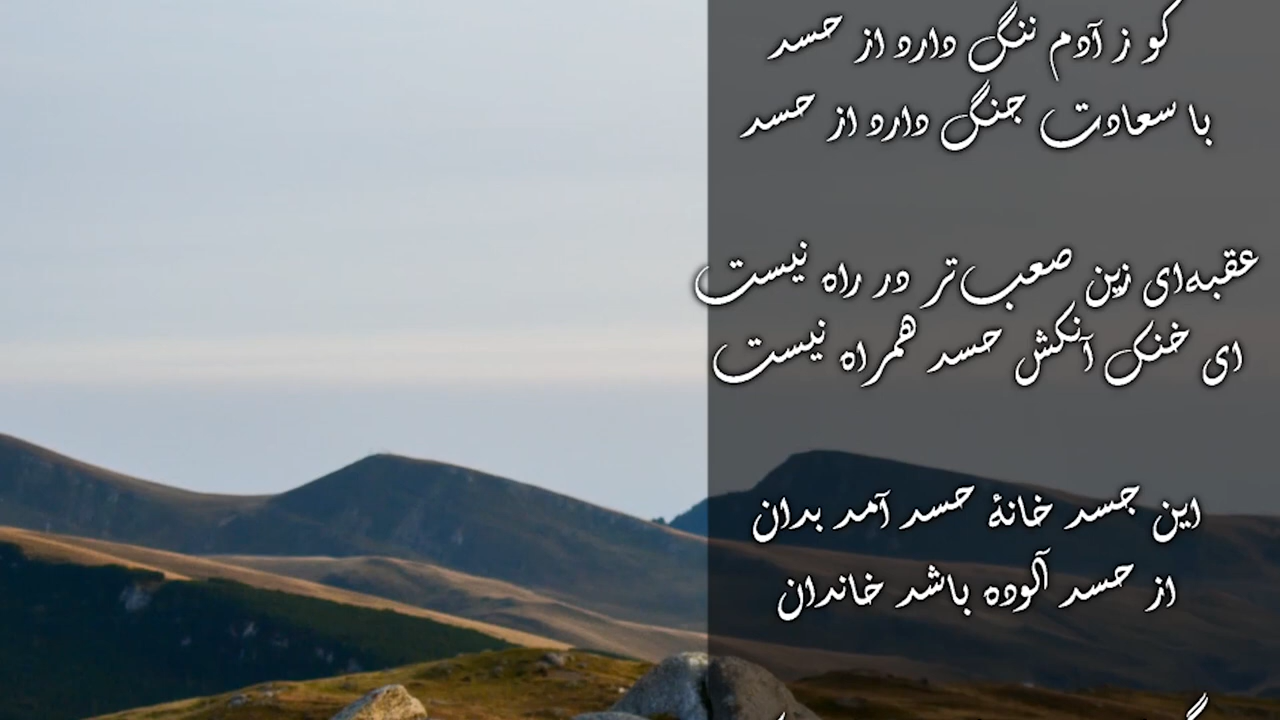 کو ز آدم ننگ دارد از حسد
با سعادت جنگ دارد از حسد
عقبه‌ای زین صعب‌تر در راه نیست
ای خنک آنکش حسد همراه نیست
این جسد خانهٔ حسد آمد بدان
از حسد آلوده باشد خاندان